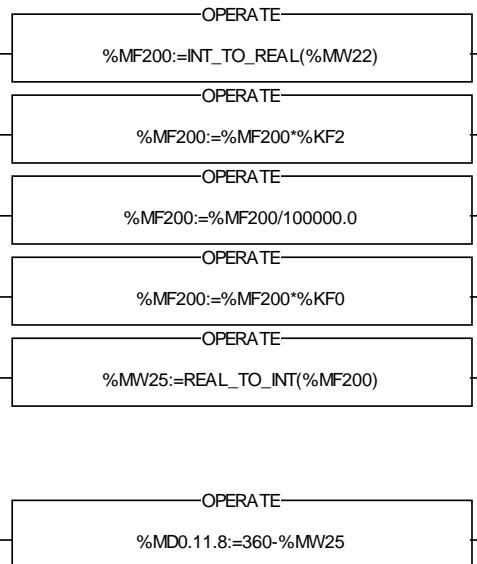 OPERATE
%MF200:=INT_TO_REAL(%MW22)
OPERATE
%MF200:=%MF200*%KF2
OPERATE
%MF200:=%MF200/100000.0
OPERATE
%MF200:=%MF200*%KF0
OPERATE
%MW25:=REAL_TO_INT(%MF200)
OPERATE
%MD0.11.8:=360-%MW25